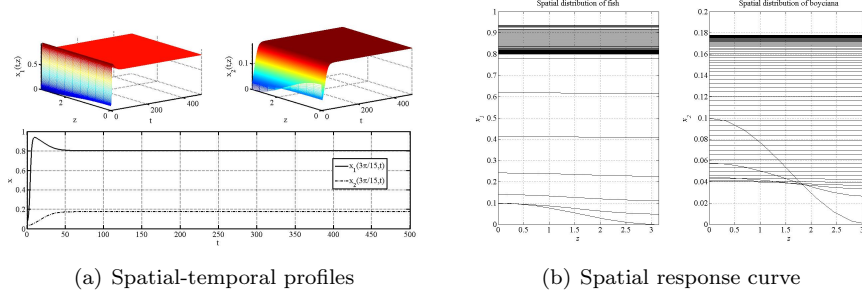 x₁(t,z)
0.5
0
2
0
0
200
400
z
t
x₂(t,z)
0.1
0
2
0
0
200
400
z
t
x
1
0.8
0.6
0.4
0.2
0
0 50 100 150 200 250 300 350 400 450 500
t
x₁(3π/15,t)
x₂(3π/15,t)
(a) Spatial-temporal profiles
Spatial distribution of fish
x₁
1
0.9
0.8
0.7
0.6
0.5
0.4
0.3
0.2
0.1
0
0 0.5 1 1.5 2 2.5 3
z
Spatial distribution of boyciana
x₂
0.2
0.18
0.16
0.14
0.12
0.1
0.08
0.06
0.04
0.02
0
0 0.5 1 1.5 2 2.5 3
z
(b) Spatial response curve